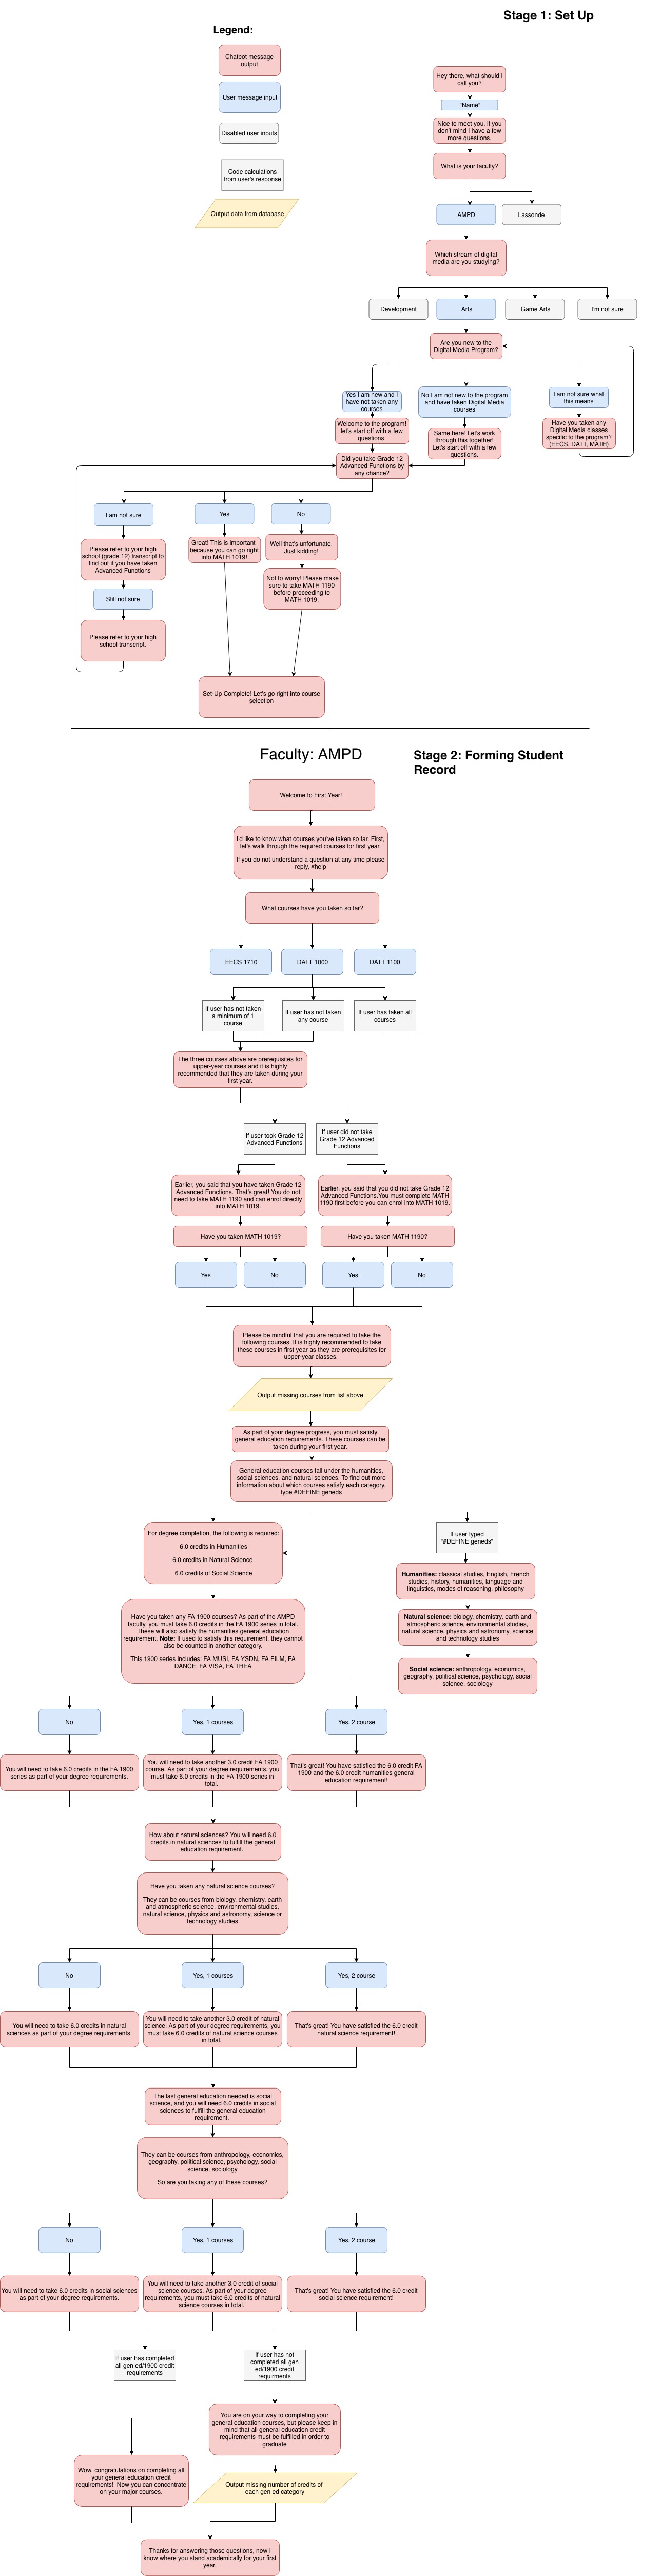 Stage 1: Set Up
Legend:
Chatbot message
output
User message input
Disabled user inputs
Code calculations
from user's response
Output data from database
Hey there, what should I
call you?
"Name"
Nice to meet you, if you
don't mind I have a few
more questions.
What is your faculty?
AMPD
Lassonde
Which stream of digital
media are you studying?
Development
Arts
Game Arts
I'm not sure
Are you new to the
Digital Media Program?
Yes I am new and I
have not taken any
courses
No I am not new to the program
and have taken Digital Media
courses
I am not sure what
this means
Welcome to the program!
let's start off with a few
questions
Same here! Let's work
through this together!
Let's start off with a few
questions.
Have you taken any
Digital Media classes
specific to the program?
(EECS, DATT, MATH)
Did you take Grade 12
Advanced Functions by
any chance?
I am not sure
Yes
No
Please refer to your high
school (grade 12) transcript to
find out if you have taken
Advanced Functions
Great! This is important
because you can go right
into MATH 1019!
Well that's unfortunate.
Just kidding!
Still not sure
Not to worry! Please make
sure to take MATH 1190
before proceeding to
MATH 1019.
Please refer to your high
school transcript.
Set-Up Complete! Let's go right into course
selection
Faculty: AMPD
Stage 2: Forming Student
Record
Welcome to First Year!
I'd like to know what courses you've taken so far. First,
let's walk through the required courses for first year.
If you do not understand a question at any time please
reply, #help
What courses have you taken so far?
EECS 1710
DATT 1000
DATT 1100
If user has not taken
a minimum of 1
course
If user has not taken
any course
If user has taken all
courses
The three courses above are prerequisites for
upper-year courses and it is highly
recommended that they are taken during your
first year.
If user took Grade 12
Advanced Functions
If user did not take
Grade 12 Advanced
Functions
Earlier, you said that you have taken Grade 12
Advanced Functions. That's great! You do not
need to take MATH 1190 and can enrol directly
into MATH 1019.
Earlier, you said that you did not take Grade 12
Advanced Functions.You must complete MATH
1190 first before you can enrol into MATH 1019.
Have you taken MATH 1019?
Have you taken MATH 1190?
Yes
No
Yes
No
Please be mindful that you are required to take the
following courses. It is highly recommended to take
these courses in first year as they are prerequisites for
upper-year classes.
Output missing courses from list above
As part of your degree progress, you must satisfy
general education requirements. These courses can be
taken during your first year.
General education courses fall under the humanities,
social sciences, and natural sciences. To find out more
information about which courses satisfy each category,
type #DEFINE geneds
For degree completion, the following is required:
6.0 credits in Humanities
6.0 credits in Natural Science
6.0 credits of Social Science
If user typed
"#DEFINE geneds"
Humanities: classical studies, English, French
studies, history, humanities, language and
linguistics, modes of reasoning, philosophy
Natural science: biology, chemistry, earth and
atmospheric science, environmental studies,
natural science, physics and astronomy, science
and technology studies
Social science: anthropology, economics,
geography, political science, psychology, social
science, sociology
Have you taken any FA 1900 courses? As part of the AMPD
faculty, you must take 6.0 credits in the FA 1900 series in total.
These will also satisfy the humanities general education
requirement. Note: If used to satisfy this requirement, they cannot
also be counted in another category.
This 1900 series includes: FA MUSI, FA YSDN, FA FILM, FA
DANCE, FA VISA, FA THEA
No
Yes, 1 courses
Yes, 2 course
You will need to take 6.0 credits in the FA 1900
series as part of your degree requirements.
You will need to take another 3.0 credit FA 1900
course. As part of your degree requirements, you
must take 6.0 credits in the FA 1900 series in
total.
That's great! You have satisfied the 6.0 credit FA
1900 and the 6.0 credit humanities general
education requirement!
How about natural sciences? You will need 6.0
credits in natural sciences to fulfill the general
education requirement.
Have you taken any natural science courses?
They can be courses from biology, chemistry, earth
and atmospheric science, environmental studies,
natural science, physics and astronomy, science or
technology studies
No
Yes, 1 courses
Yes, 2 course
You will need to take 6.0 credits in natural
sciences as part of your degree requirements.
You will need to take another 3.0 credit of natural
science. As part of your degree requirements, you
must take 6.0 credits of natural science courses
in total.
That's great! You have satisfied the 6.0 credit
natural science requirement!
The last general education needed is social
science, and you will need 6.0 credits in social
sciences to fulfill the general education
requirement.
They can be courses from anthropology, economics,
geography, political science, psychology, social
science, sociology
So are you taking any of these courses?
No
Yes, 1 courses
Yes, 2 course
You will need to take 6.0 credits in social sciences
as part of your degree requirements.
You will need to take another 3.0 credit of social
science courses. As part of your degree
requirements, you must take 6.0 credits of natural
science courses in total.
That's great! You have satisfied the 6.0 credit
social science requirement!
If user has completed
all gen ed/1900 credit
requirements
If user has not
completed all gen
ed/1900 credit
requirments
You are on your way to completing your
general education courses, but please keep in
mind that all general education credit
requirements must be fulfilled in order to
graduate
Wow, congratulations on completing all
your general education credit
requirements! Now you can concentrate
on your major courses.
Output missing number of credits of
each gen ed category
Thanks for answering those questions, now I
know where you stand academically for your first
year.